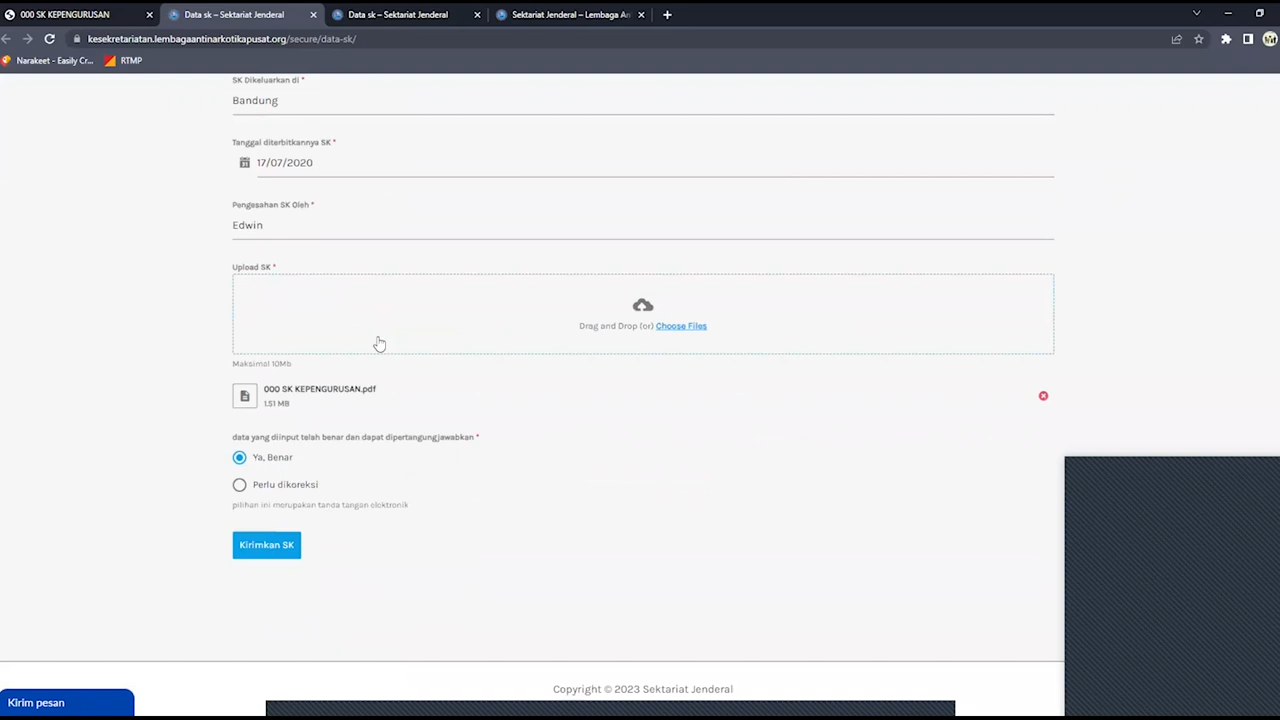 000 SK KEPENGURUSAN
Data sk – Sektariat Jenderal
Data sk – Sektariat Jenderal
Sektariat Jenderal – Lembaga An
kesekretariatan.lembagaantinarkotikapusat.org/secure/data-sk/
Narakeet - Easily Cr...
RTMP
SK Dikeluarkan di *
Bandung
Tanggal diterbitkannya SK *
17/07/2020
Pengesahan SK Oleh *
Edwin
Upload SK *
Drag and Drop (or) Choose Files
Maksimal 10Mb
000 SK KEPENGURUSAN.pdf
1.51 MB
data yang diinput telah benar dan dapat dipertangungjawabkan *
Ya, Benar
Perlu dikoreksi
pilihan ini merupakan tanda tangan elektronik
Kirimkan SK
Copyright © 2023 Sektariat Jenderal
Kirim pesan